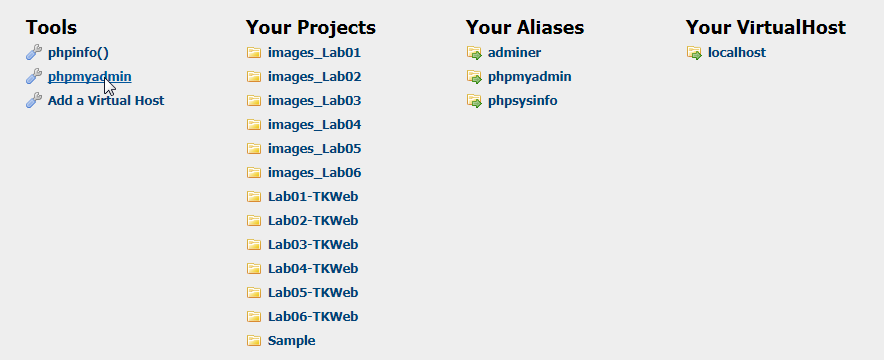 Tools
phpinfo()
phpmyadmin
Add a Virtual Host
Your Projects
images_Lab01
images_Lab02
images_Lab03
images_Lab04
images_Lab05
images_Lab06
Lab01-TKWeb
Lab02-TKWeb
Lab03-TKWeb
Lab04-TKWeb
Lab05-TKWeb
Lab06-TKWeb
Sample
Your Aliases
adminer
phpmyadmin
phpsysinfo
Your VirtualHost
localhost